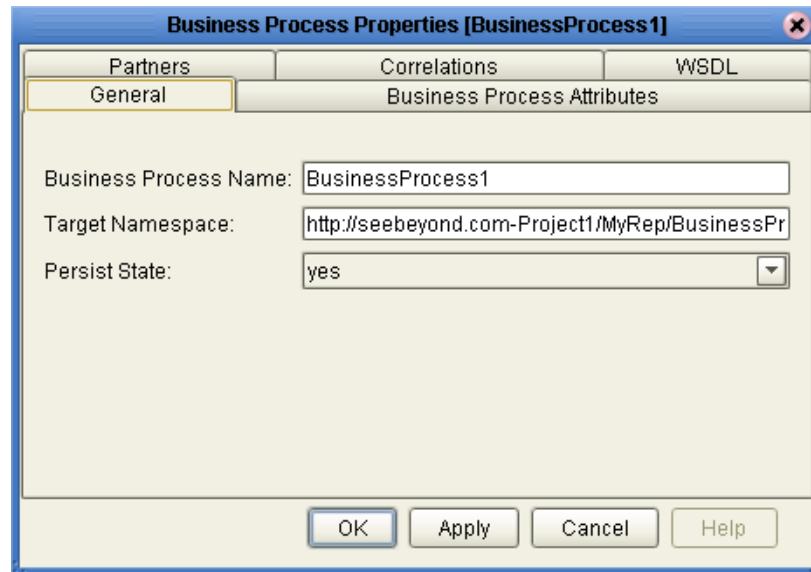 Business Process Properties [BusinessProcess1]
Partners Correlations WSDL
General Business Process Attributes
Business Process Name: BusinessProcess1
Target Namespace: http://seebeyond.com-Project1/MyRep/BusinessPr
Persist State: yes
OK Apply Cancel Help